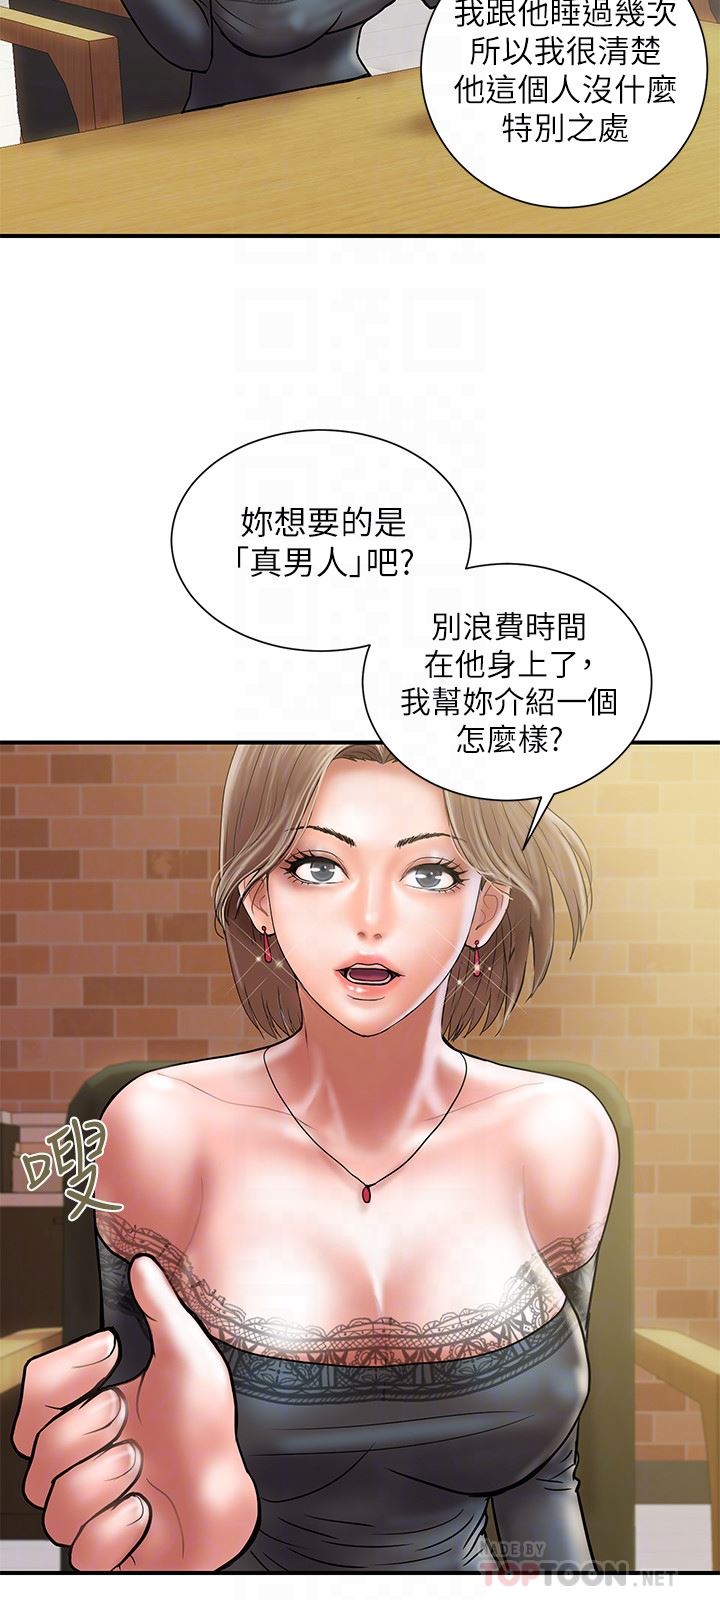 我跟他睡過幾次
所以我很清楚
他這個人沒什麼
特別之處
妳想要的是
「真男人」吧?
別浪費時間
在他身上了,
我幫妳介紹一個
怎麼樣?
嗖
MADE BY
TOPTOON.COM